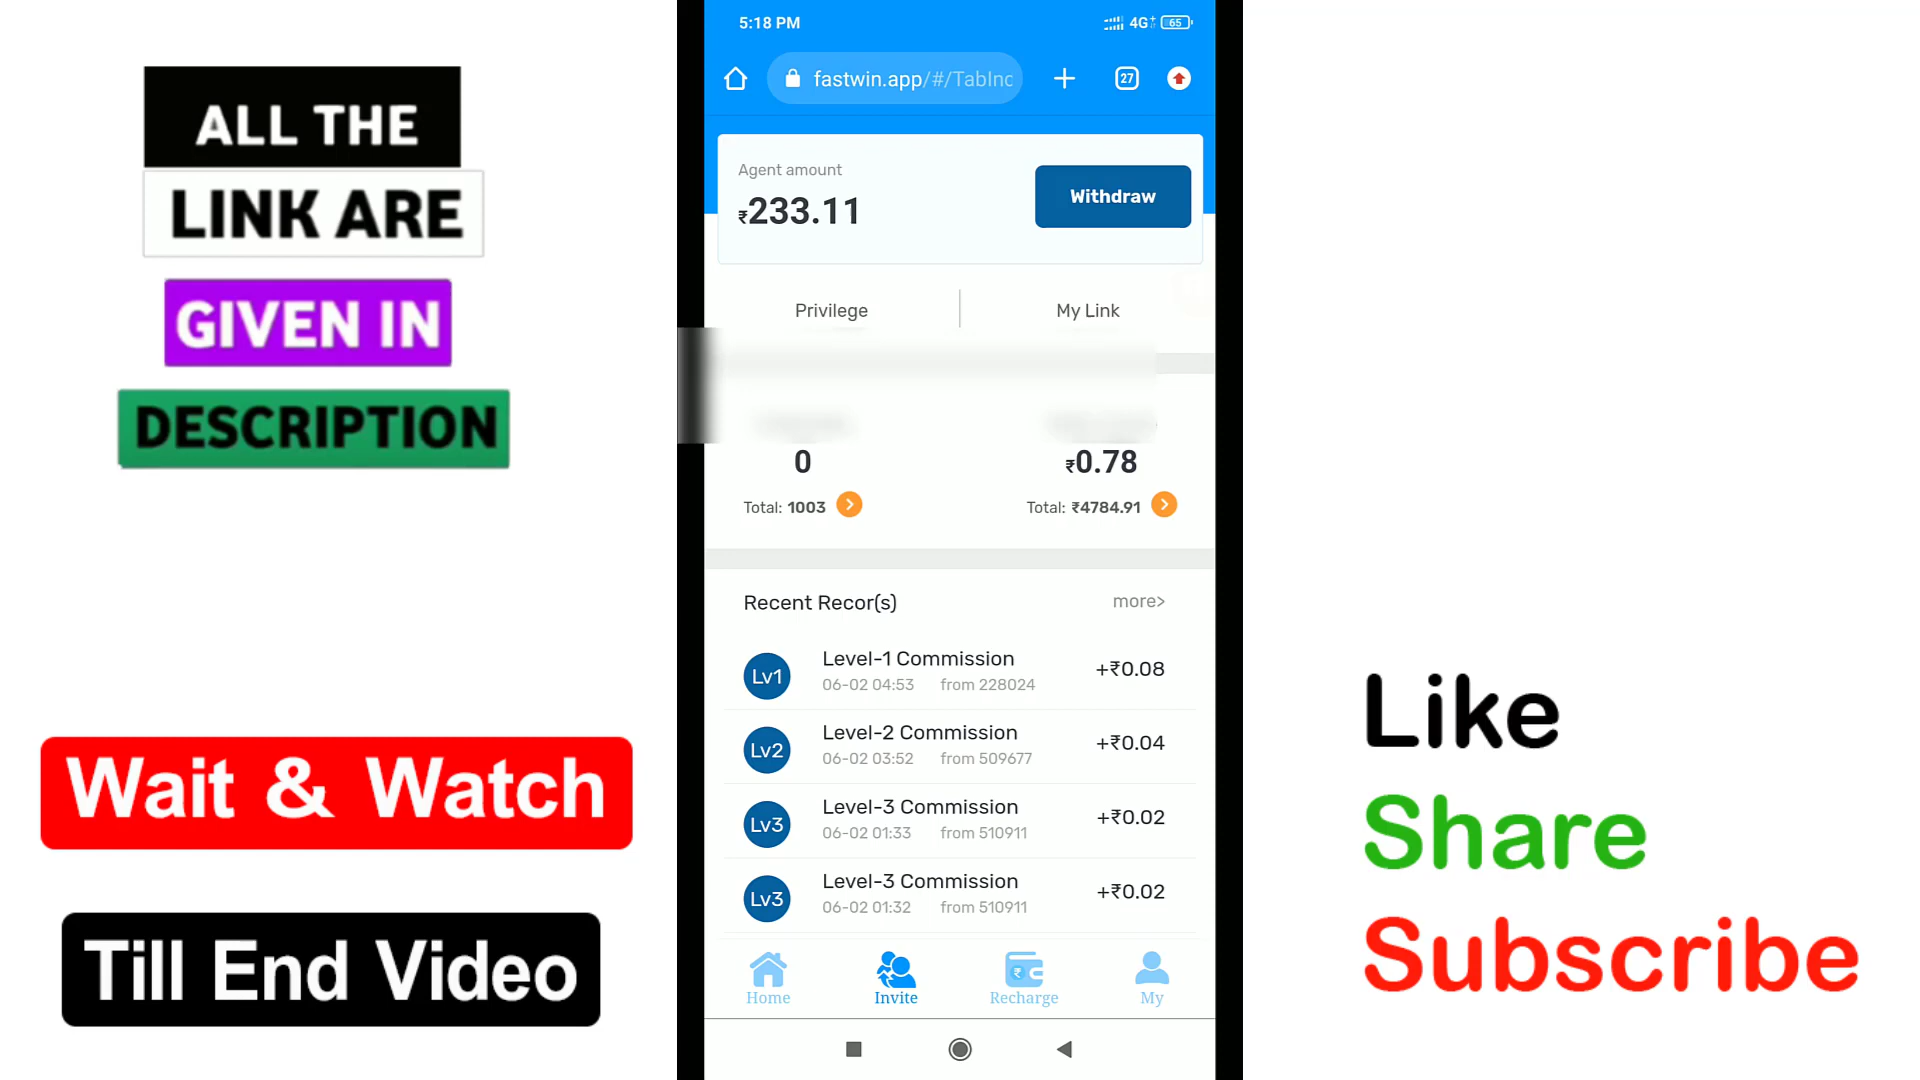 ALL THE
LINK ARE
GIVEN IN
DESCRIPTION
Wait & Watch
Till End Video
5:18 PM
4G+ 65
fastwin.app/#/TabInc
27
Agent amount
₹233.11
Withdraw
Privilege
My Link
0
₹0.78
Total: 1003
Total: ₹4784.91
Recent Recor(s)
more>
Lv1
Level-1 Commission
+₹0.08
06-02 04:53 from 228024
Lv2
Level-2 Commission
+₹0.04
06-02 03:52 from 509677
Lv3
Level-3 Commission
+₹0.02
06-02 01:33 from 510911
Lv3
Level-3 Commission
+₹0.02
06-02 01:32 from 510911
Home
Invite
Recharge
My
Like
Share
Subscribe